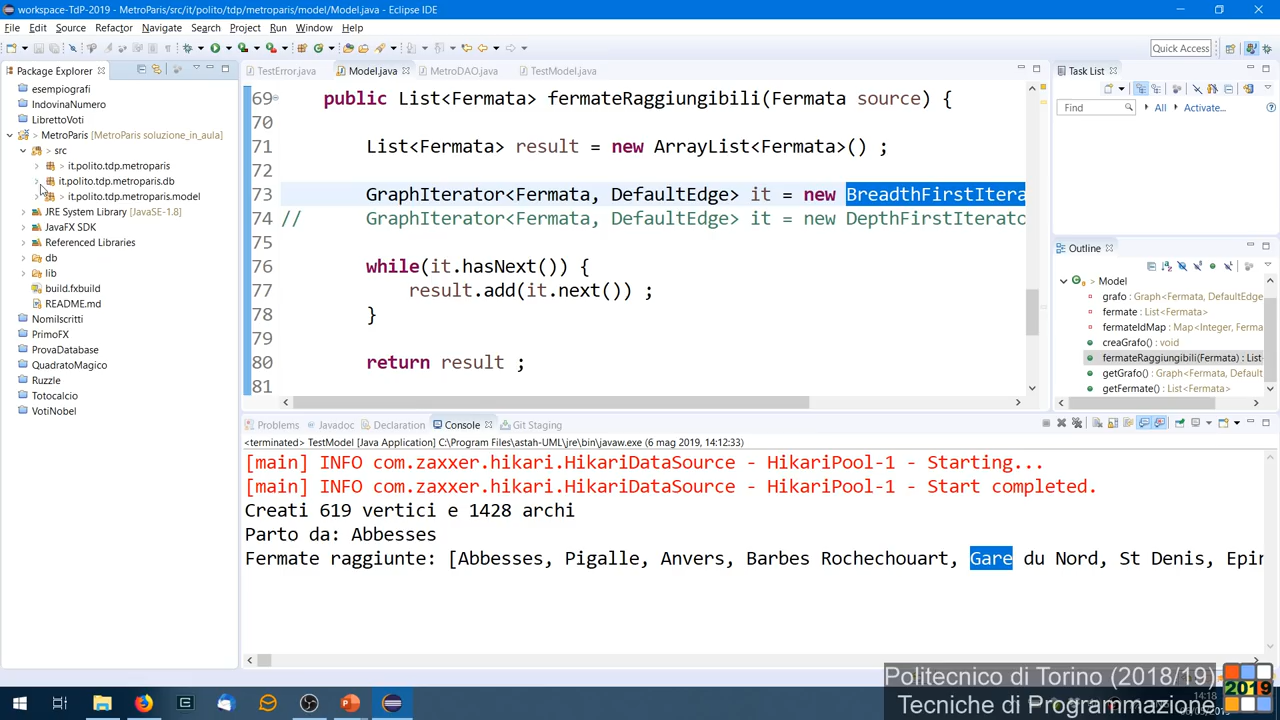 workspace-TdP-2019 - MetroParis/src/it/polito/tdp/metroparis/model/Model.java - Eclipse IDE
File Edit Source Refactor Navigate Search Project Run Window Help
Quick Access
Package Explorer
TestError.java Model.java MetroDAO.java TestModel.java
Task List
esempiografi
IndovinaNumero
LibrettoVoti
MetroParis [MetroParis soluzione_in_aula]
src
it.polito.tdp.metroparis
it.polito.tdp.metroparis.db
it.polito.tdp.metroparis.model
JRE System Library [JavaSE-1.8]
JavaFX SDK
Referenced Libraries
db
lib
build.fxbuild
README.md
NomiIscritti
PrimoFX
ProvaDatabase
QuadratoMagico
Ruzzle
Totocalcio
VotiNobel
69 public List<Fermata> fermateRaggiungibili(Fermata source) {
70
71 List<Fermata> result = new ArrayList<Fermata>() ;
72
73 GraphIterator<Fermata, DefaultEdge> it = new BreadthFirstItera
74 // GraphIterator<Fermata, DefaultEdge> it = new DepthFirstIterato
75
76 while(it.hasNext()) {
77 result.add(it.next()) ;
78 }
79
80 return result ;
81
Find All Activate...
Outline
Model
grafo : Graph<Fermata, DefaultEdge
fermate : List<Fermata>
fermateIdMap : Map<Integer, Ferma
creaGrafo() : void
fermateRaggiungibili(Fermata) : List
getGrafo() : Graph<Fermata, Default
getFermate() : List<Fermata>
Problems Javadoc Declaration Console Git Staging
<terminated> TestModel [Java Application] C:\Program Files\astah-UML\jre\bin\javaw.exe (6 mag 2019, 14:12:33)
[main] INFO com.zaxxer.hikari.HikariDataSource - HikariPool-1 - Starting...
[main] INFO com.zaxxer.hikari.HikariDataSource - HikariPool-1 - Start completed.
Creati 619 vertici e 1428 archi
Parto da: Abbesses
Fermate raggiunte: [Abbesses, Pigalle, Anvers, Barbes Rochechouart, Gare du Nord, St Denis, Epin
Politecnico di Torino (2018/19)
Tecniche di Programmazione
2019
14:18